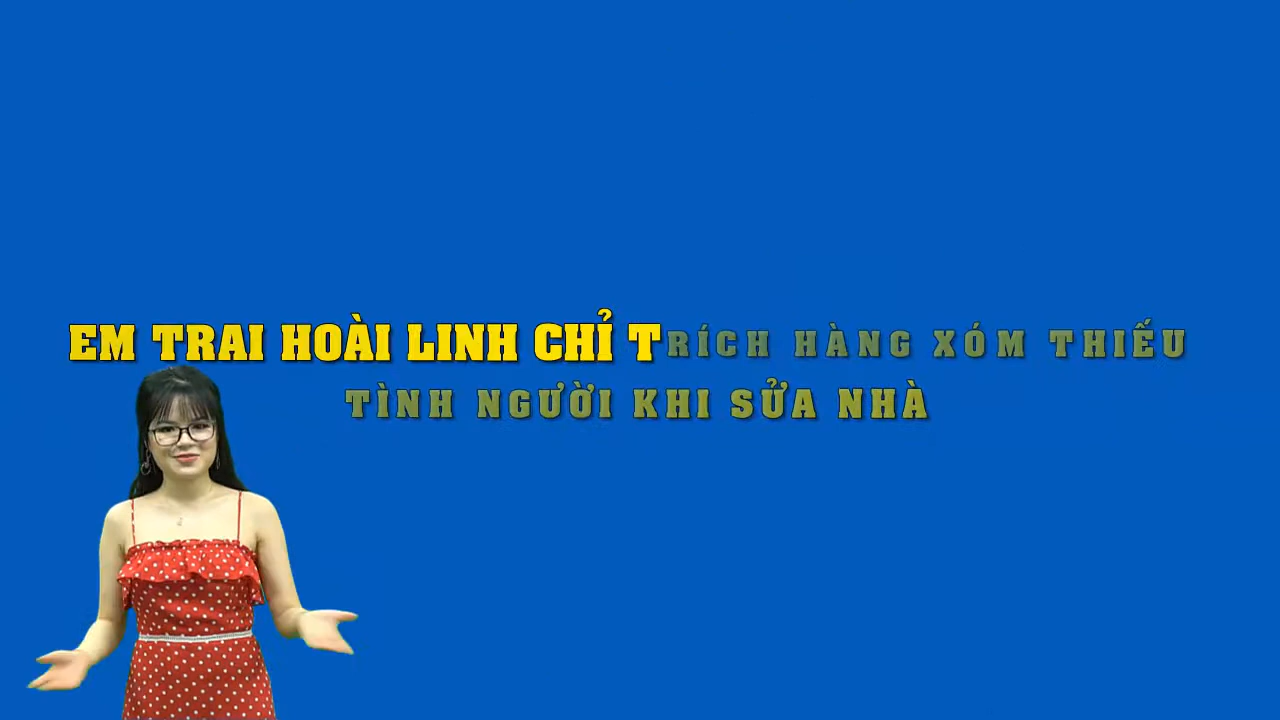 EM TRAI HOÀI LINH CHỈ TRÍCH HÀNG XÓM THIẾU
TÌNH NGƯỜI KHI SỬA NHÀ